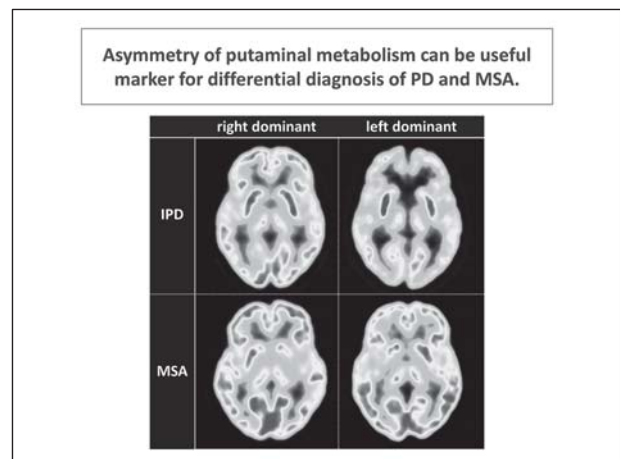 Asymmetry of putaminal metabolism can be useful
marker for differential diagnosis of PD and MSA.
right dominant left dominant
IPD
MSA